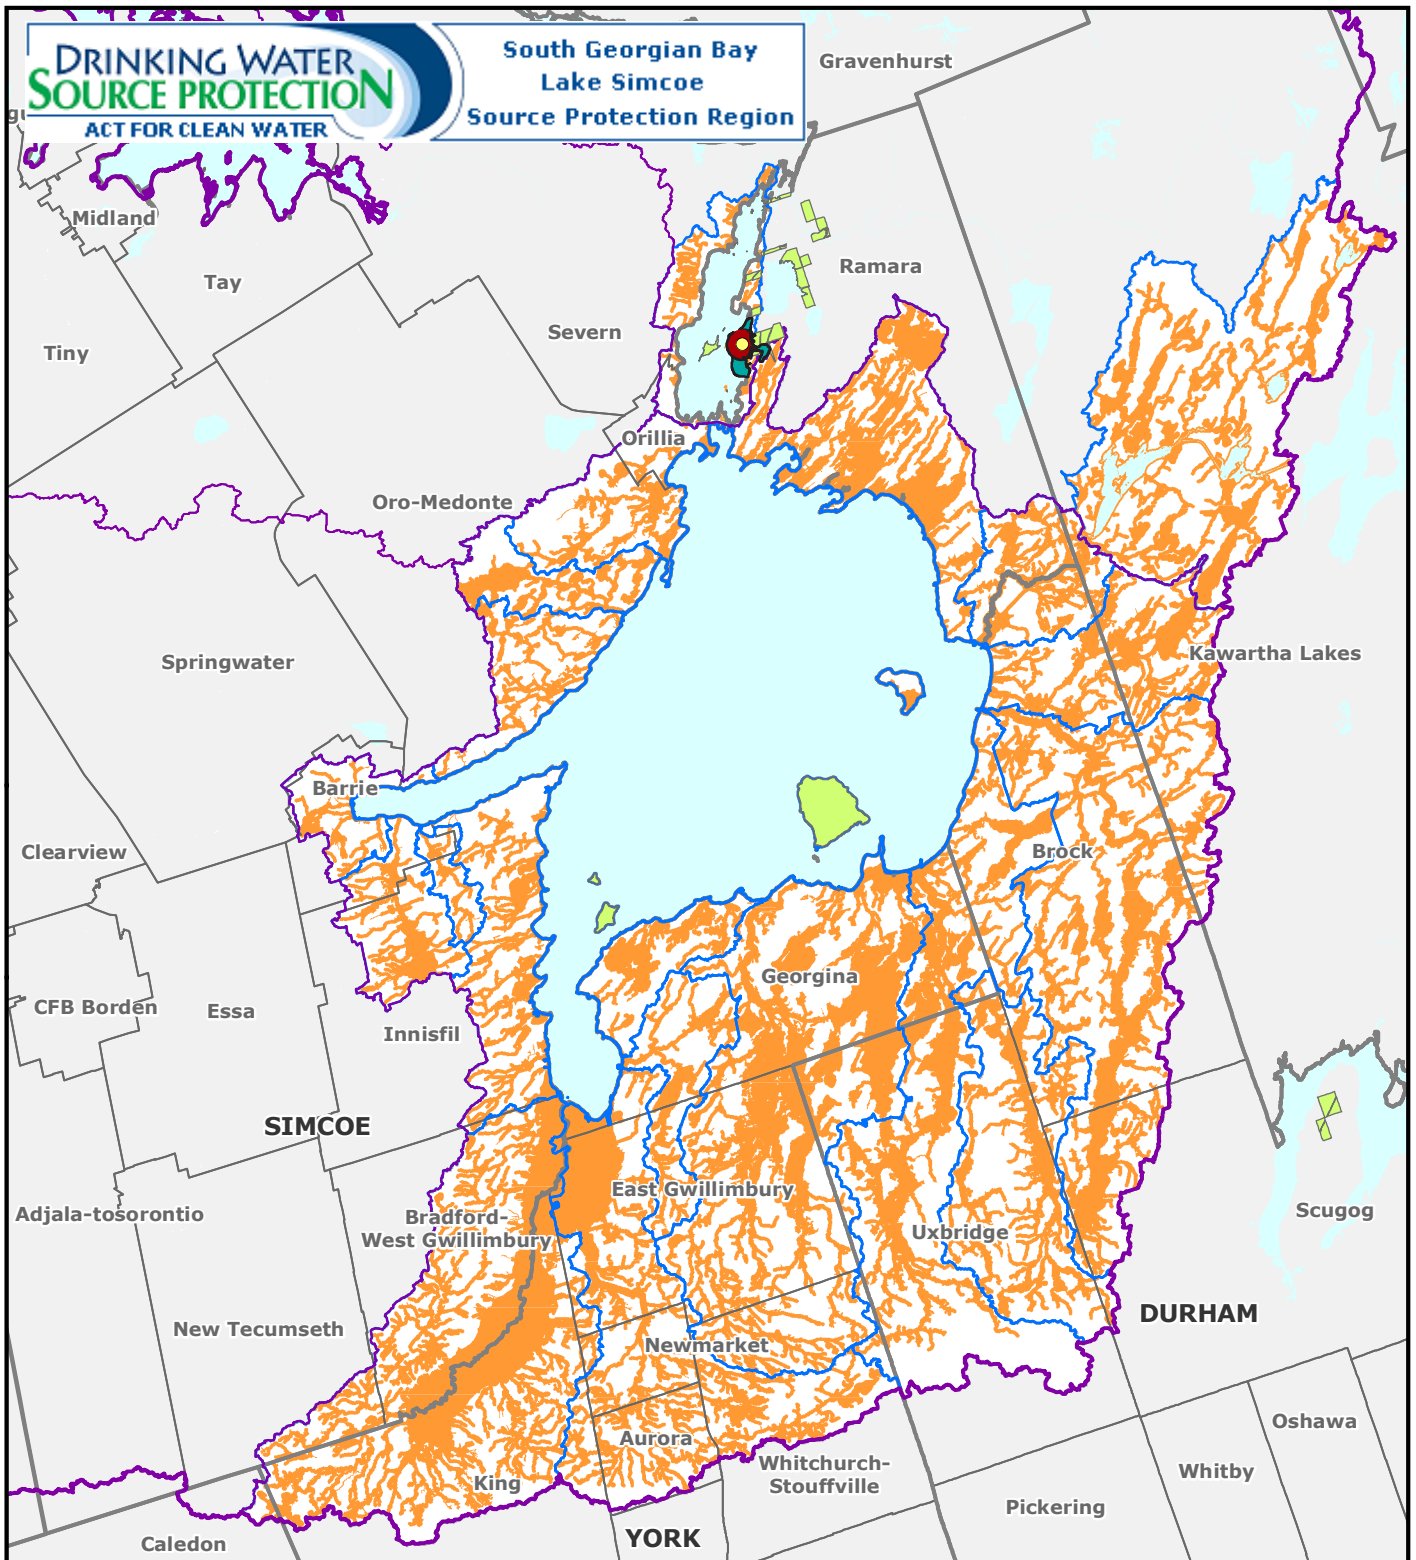 DRINKING WATER
SOURCE PROTECTION
ACT FOR CLEAN WATER
South Georgian Bay
Lake Simcoe
Source Protection Region
Gravenhurst
Midland
Tay
Ramara
Severn
Tiny
Orillia
Oro-Medonte
Springwater
Kawartha Lakes
Barrie
Clearview
Brock
Georgina
CFB Borden
Essa
Innisfil
SIMCOE
East Gwillimbury
Adjala-tosorontio
Bradford-
West Gwillimbury
Scugog
Uxbridge
DURHAM
New Tecumseth
Newmarket
Oshawa
Aurora
Whitchurch-
Stouffville
Whitby
King
Pickering
YORK
Caledon